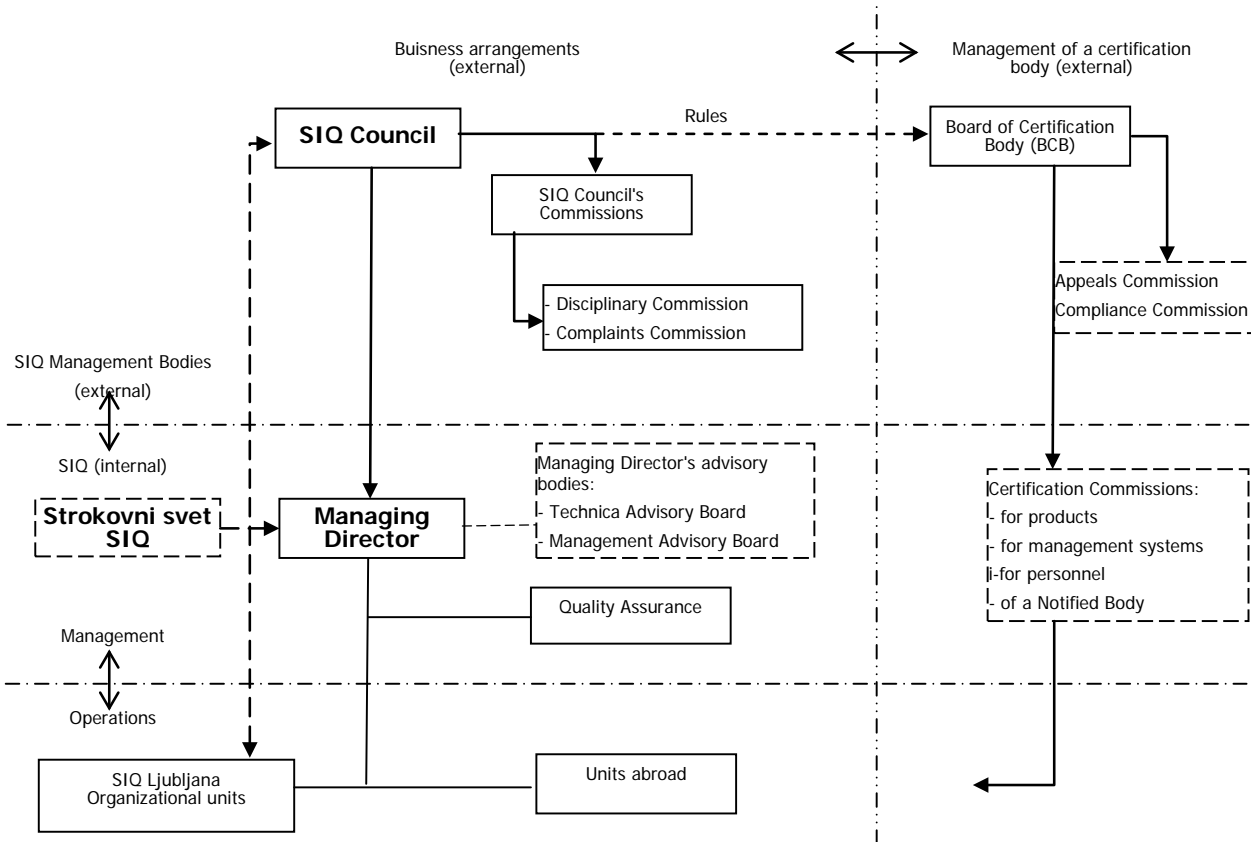 Buisness arrangements
(external)
Management of a certification
body (external)
SIQ Council
Rules
Board of Certification
Body (BCB)
SIQ Council's
Commissions
Appeals Commission
Compliance Commission
- Disciplinary Commission
- Complaints Commission
SIQ Management Bodies
(external)
SIQ (internal)
Managing Director's advisory
bodies:
- Technica Advisory Board
- Management Advisory Board
Strokovni svet
SIQ
Managing
Director
Certification Commissions:
- for products
- for management systems
i-for personnel
- of a Notified Body
Quality Assurance
Management
Operations
SIQ Ljubljana
Organizational units
Units abroad